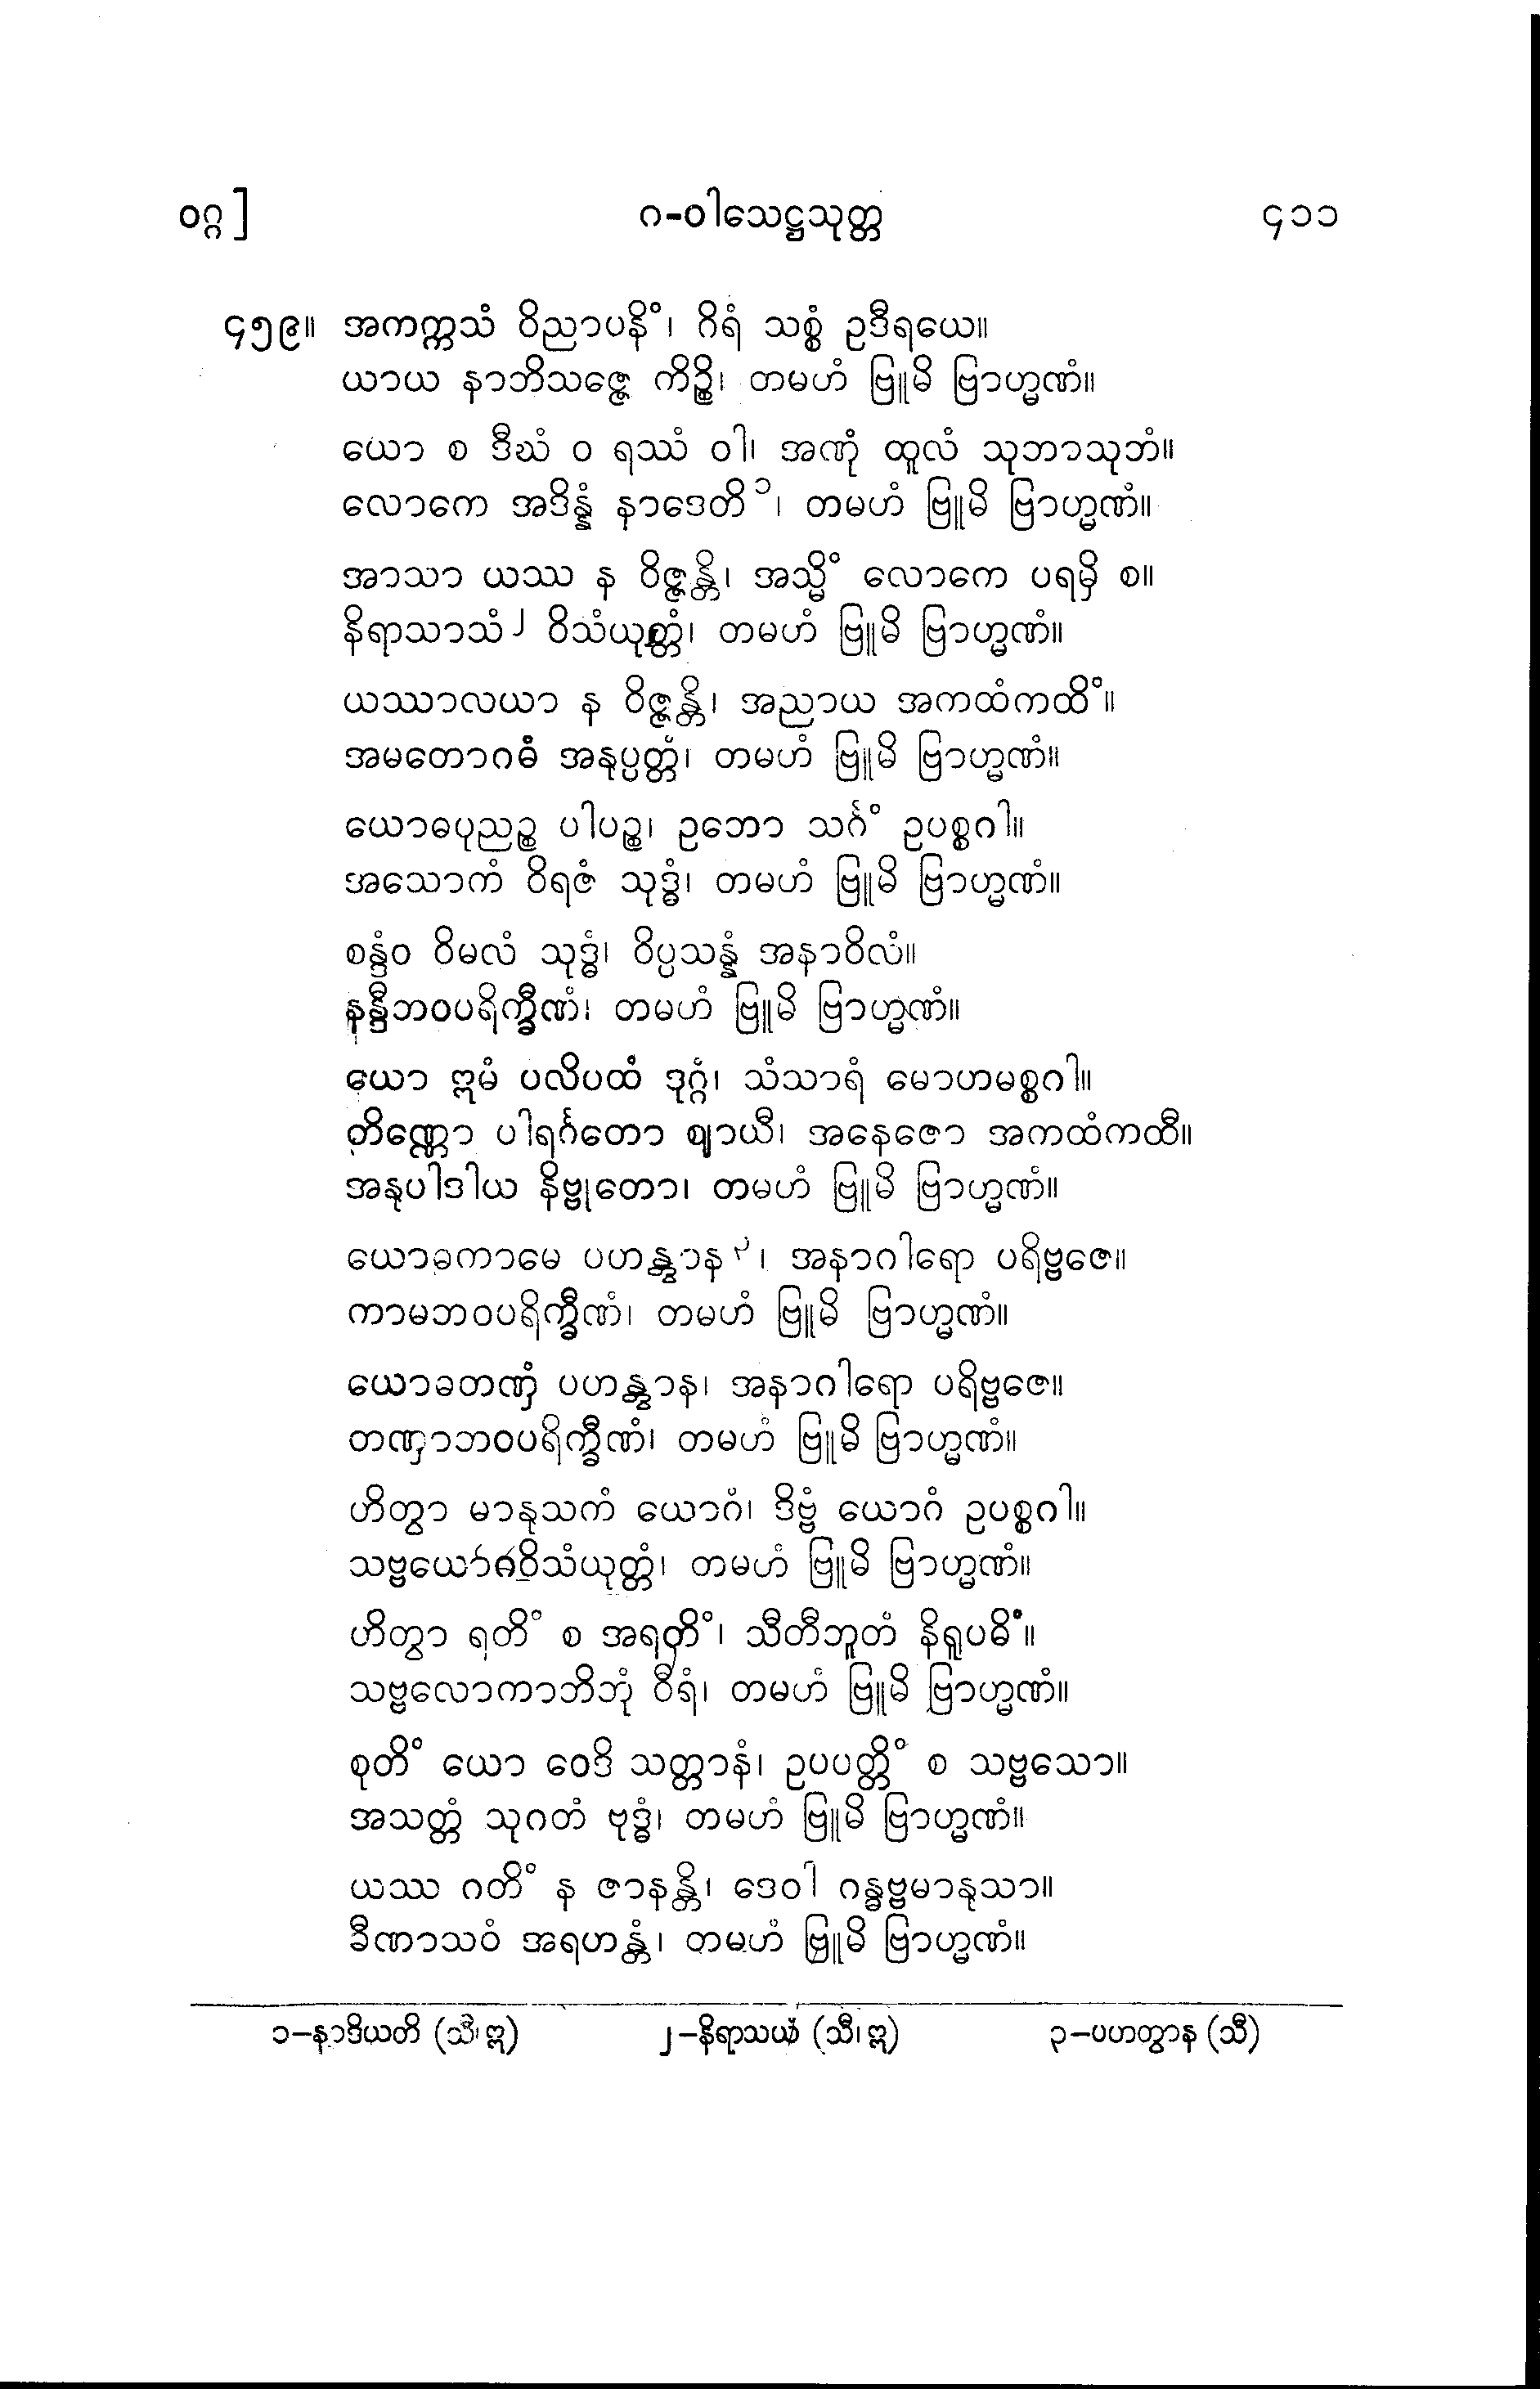 ဝဂ္ဂ] ဂ-ဝါသေဋ္ဌသုတ္တ ၄၁၁
၄၅၉။ အကက္ကသံ ဝိညာပနိံ၊ ဂိရံ သစ္စံ ဥဒီရယေ။
ယာယ နာဘိသဇ္ဇေ ကိဉ္စိ၊ တမဟံ ဗြူမိ ဗြာဟ္မဏံ။
ယော စ ဒီဃံ ဝ ရဿံ ဝါ၊ အဏုံ ထူလံ သုဘာသုဘံ။
လောကေ အဒိန္နံ နာဒေတိ၁၊ တမဟံ ဗြူမိ ဗြာဟ္မဏံ။
အာသာ ယဿ န ဝိဇ္ဇန္တိ၊ အသ္မိံ လောကေ ပရမှိ စ။
နိရာသာသံ၂ ဝိသံယုတ္တံ၊ တမဟံ ဗြူမိ ဗြာဟ္မဏံ။
ယဿာလယာ န ဝိဇ္ဇန္တိ၊ အညာယ အကထံကထိံ။
အမတောဂဓံ အနုပ္ပတ္တံ၊ တမဟံ ဗြူမိ ဗြာဟ္မဏံ။
ယောဓပုညဉ္စ ပါပဉ္စ၊ ဥဘော သင်္ဂံ ဥပစ္စဂါ။
အသောကံ ဝိရဇံ သုဒ္ဓံ၊ တမဟံ ဗြူမိ ဗြာဟ္မဏံ။
စန္ဒံဝ ဝိမလံ သုဒ္ဓံ၊ ဝိပ္ပသန္နံ အနာဝိလံ။
နန္ဒီဘဝပရိက္ခီဏံ၊ တမဟံ ဗြူမိ ဗြာဟ္မဏံ။
ယော ဣမံ ပလိပထံ ဒုဂ္ဂံ၊ သံသာရံ မောဟမစ္စဂါ။
တိဏ္ဏော ပါရင်္ဂတော ဈာယီ၊ အနေဇော အကထံကထီ။
အနုပါဒါယ နိဗ္ဗုတော၊ တမဟံ ဗြူမိ ဗြာဟ္မဏံ။
ယောဓကာမေ ပဟန္တွာန၃၊ အနာဂါရော ပရိဗ္ဗဇေ။
ကာမဘဝပရိက္ခီဏံ၊ တမဟံ ဗြူမိ ဗြာဟ္မဏံ။
ယောဓတဏှံ ပဟန္တွာန၊ အနာဂါရော ပရိဗ္ဗဇေ။
တဏှာဘဝပရိက္ခီဏံ၊ တမဟံ ဗြူမိ ဗြာဟ္မဏံ။
ဟိတွာ မာနုသကံ ယောဂံ၊ ဒိဗ္ဗံ ယောဂံ ဥပစ္စဂါ။
သဗ္ဗယောဂဝိသံယုတ္တံ၊ တမဟံ ဗြူမိ ဗြာဟ္မဏံ။
ဟိတွာ ရတိံ စ အရတိံ၊ သီတီဘူတံ နိရူပဓိံ။
သဗ္ဗလောကာဘိဘုံ ဝီရံ၊ တမဟံ ဗြူမိ ဗြာဟ္မဏံ။
စုတိံ ယော ဝေဒိ သတ္တာနံ၊ ဥပပတ္တိံ စ သဗ္ဗသော။
အသတ္တံ သုဂတံ ဗုဒ္ဓံ၊ တမဟံ ဗြူမိ ဗြာဟ္မဏံ။
ယဿ ဂတိံ န ဇာနန္တိ၊ ဒေဝါ ဂန္ဓဗ္ဗမာနုသာ။
ခီဏာသဝံ အရဟန္တံ၊ တမဟံ ဗြူမိ ဗြာဟ္မဏံ။
၁-နာဒိယတိ (သီ၊ဣ) ၂-နိရာသယံ (သီ၊ဣ) ၃-ပဟတွာန (သီ)